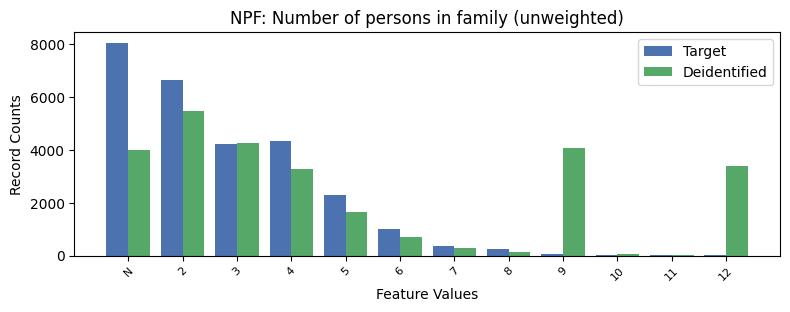 NPF: Number of persons in family (unweighted)
Target
Deidentified
8000
6000
4000
2000
0
Record Counts
N 2 3 4 5 6 7 8 9 10 11 12
Feature Values